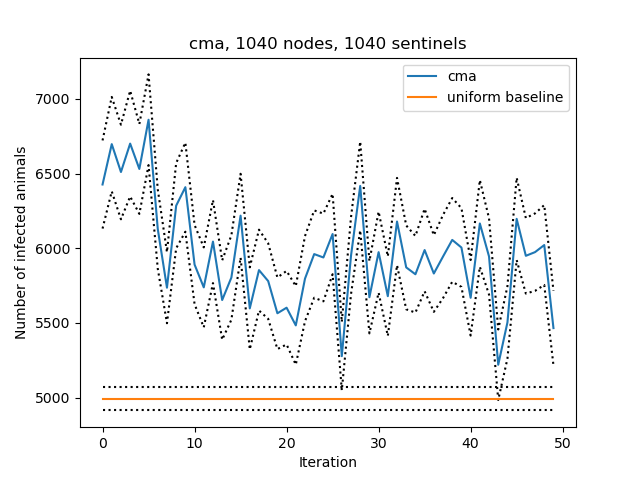 cma, 1040 nodes, 1040 sentinels
cma
uniform baseline
Number of infected animals
7000
6500
6000
5500
5000
0
10
20
30
40
50
Iteration